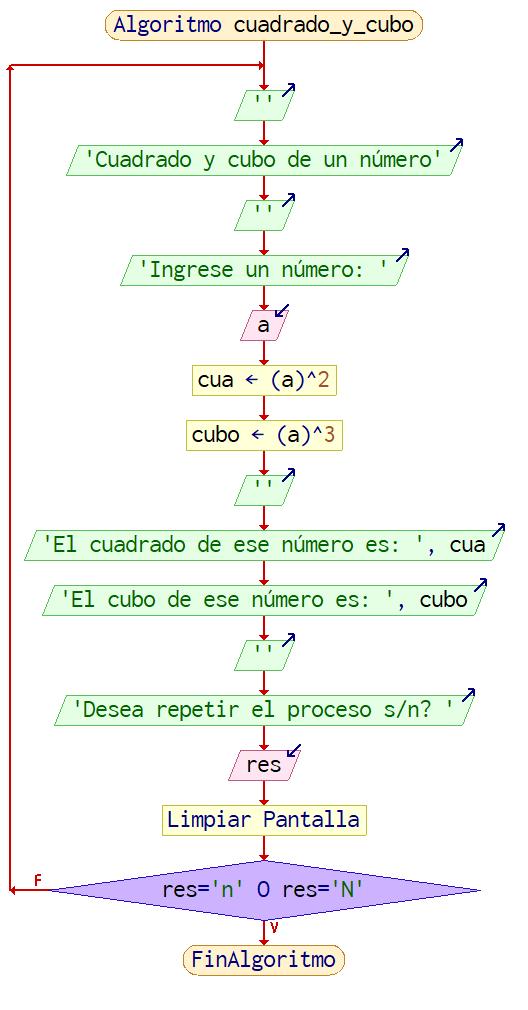 Algoritmo cuadrado_y_cubo
''
'Cuadrado y cubo de un número'
''
'Ingrese un número: '
a
cua ← (a)^2
cubo ← (a)^3
''
'El cuadrado de ese número es: ', cua
'El cubo de ese número es: ', cubo
''
'Desea repetir el proceso s/n? '
res
Limpiar Pantalla
F
res='n' O res='N'
V
FinAlgoritmo